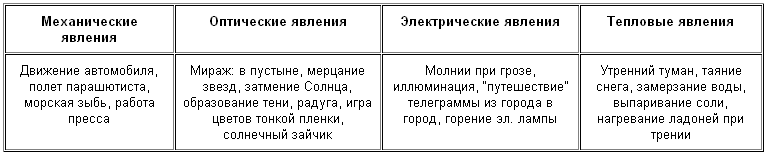 Механические
явления
Оптические явления
Электрические явления
Тепловые явления
Движение автомобиля,
полет парашютиста,
морская зыбь, работа
пресса
Мираж: в пустыне, мерцание
звезд, затмение Солнца,
образование тени, радуга, игра
цветов тонкой пленки,
солнечный зайчик
Молнии при грозе,
иллюминация, "путешествие"
телеграммы из города в
город, горение эл. лампы
Утренний туман, таяние
снега, замерзание воды,
выпаривание соли,
нагревание ладоней при
трении